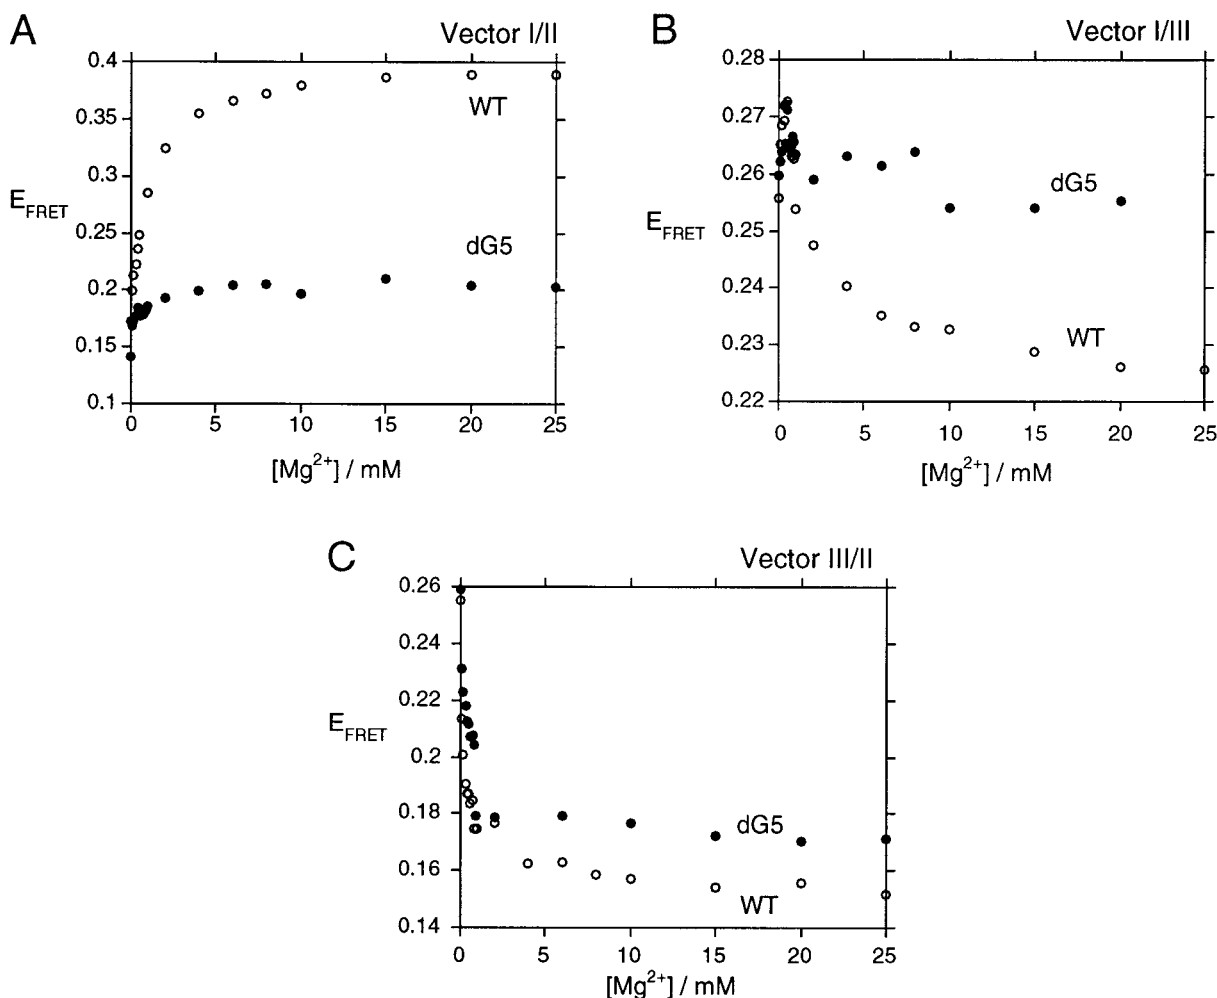 A
Vector I/II
0.4
0.35
0.3
0.25
0.2
0.15
0.1
E_FRET
WT
dG5
0 5 10 15 20 25
[Mg²⁺] / mM
B
Vector I/III
0.28
0.27
0.26
0.25
0.24
0.23
0.22
E_FRET
dG5
WT
0 5 10 15 20 25
[Mg²⁺] / mM
C
Vector III/II
0.26
0.24
0.22
0.2
0.18
0.16
0.14
E_FRET
dG5
WT
0 5 10 15 20 25
[Mg²⁺] / mM